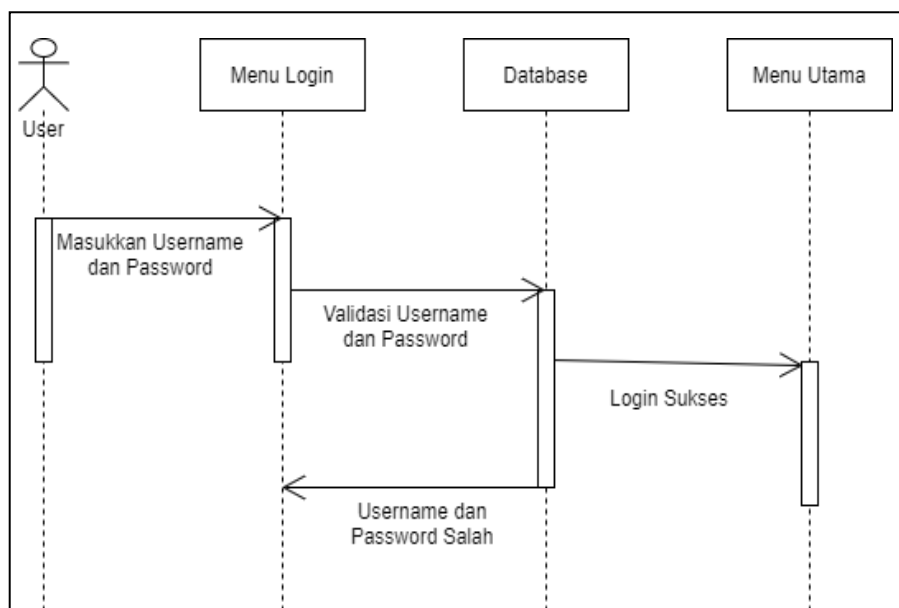 User
Menu Login
Database
Menu Utama
Masukkan Username
dan Password
Validasi Username
dan Password
Login Sukses
Username dan
Password Salah